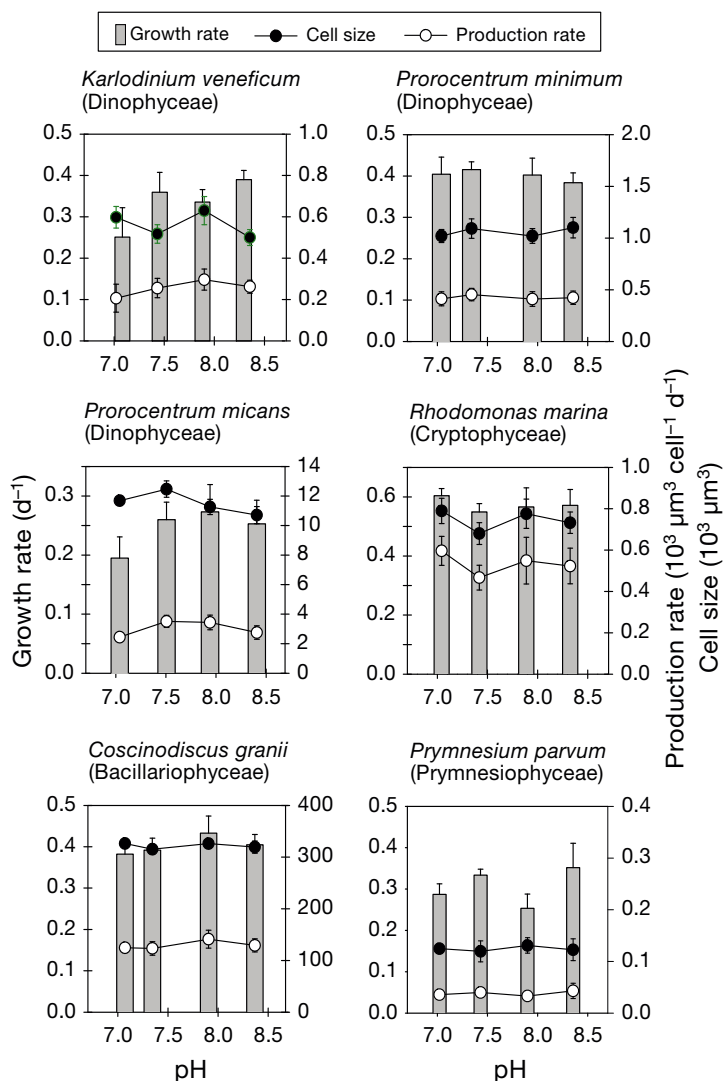 Growth rate Cell size Production rate
Karlodinium veneficum
(Dinophyceae)
Prorocentrum minimum
(Dinophyceae)
0.5 1.0 0.5 2.0
0.4 0.8 0.4 1.5
0.3 0.6 0.3
1.0
0.2 0.4 0.2
0.5
0.1 0.2 0.1
0.0 0.0 0.0 0.0
7.0 7.5 8.0 8.5 7.0 7.5 8.0 8.5
Prorocentrum micans
(Dinophyceae)
Rhodomonas marina
(Cryptophyceae)
Growth rate (d–1)
Production rate (103 µm3 cell–1 d–1)
Cell size (103 µm3)
14 1.0
0.3 12 0.6 0.8
10
0.2 8 0.4 0.6
6
0.1 4 0.2 0.4
2 0.2
0.0 0 0.0 0.0
7.0 7.5 8.0 8.5 7.0 7.5 8.0 8.5
Coscinodiscus granii
(Bacillariophyceae)
Prymnesium parvum
(Prymnesiophyceae)
0.5 400 0.5 0.4
0.4 300 0.4 0.3
0.3 0.3
200 0.2
0.2 0.2
100 0.1
0.1 0.1
0.0 0 0.0 0.0
7.0 7.5 8.0 8.5 7.0 7.5 8.0 8.5
pH pH